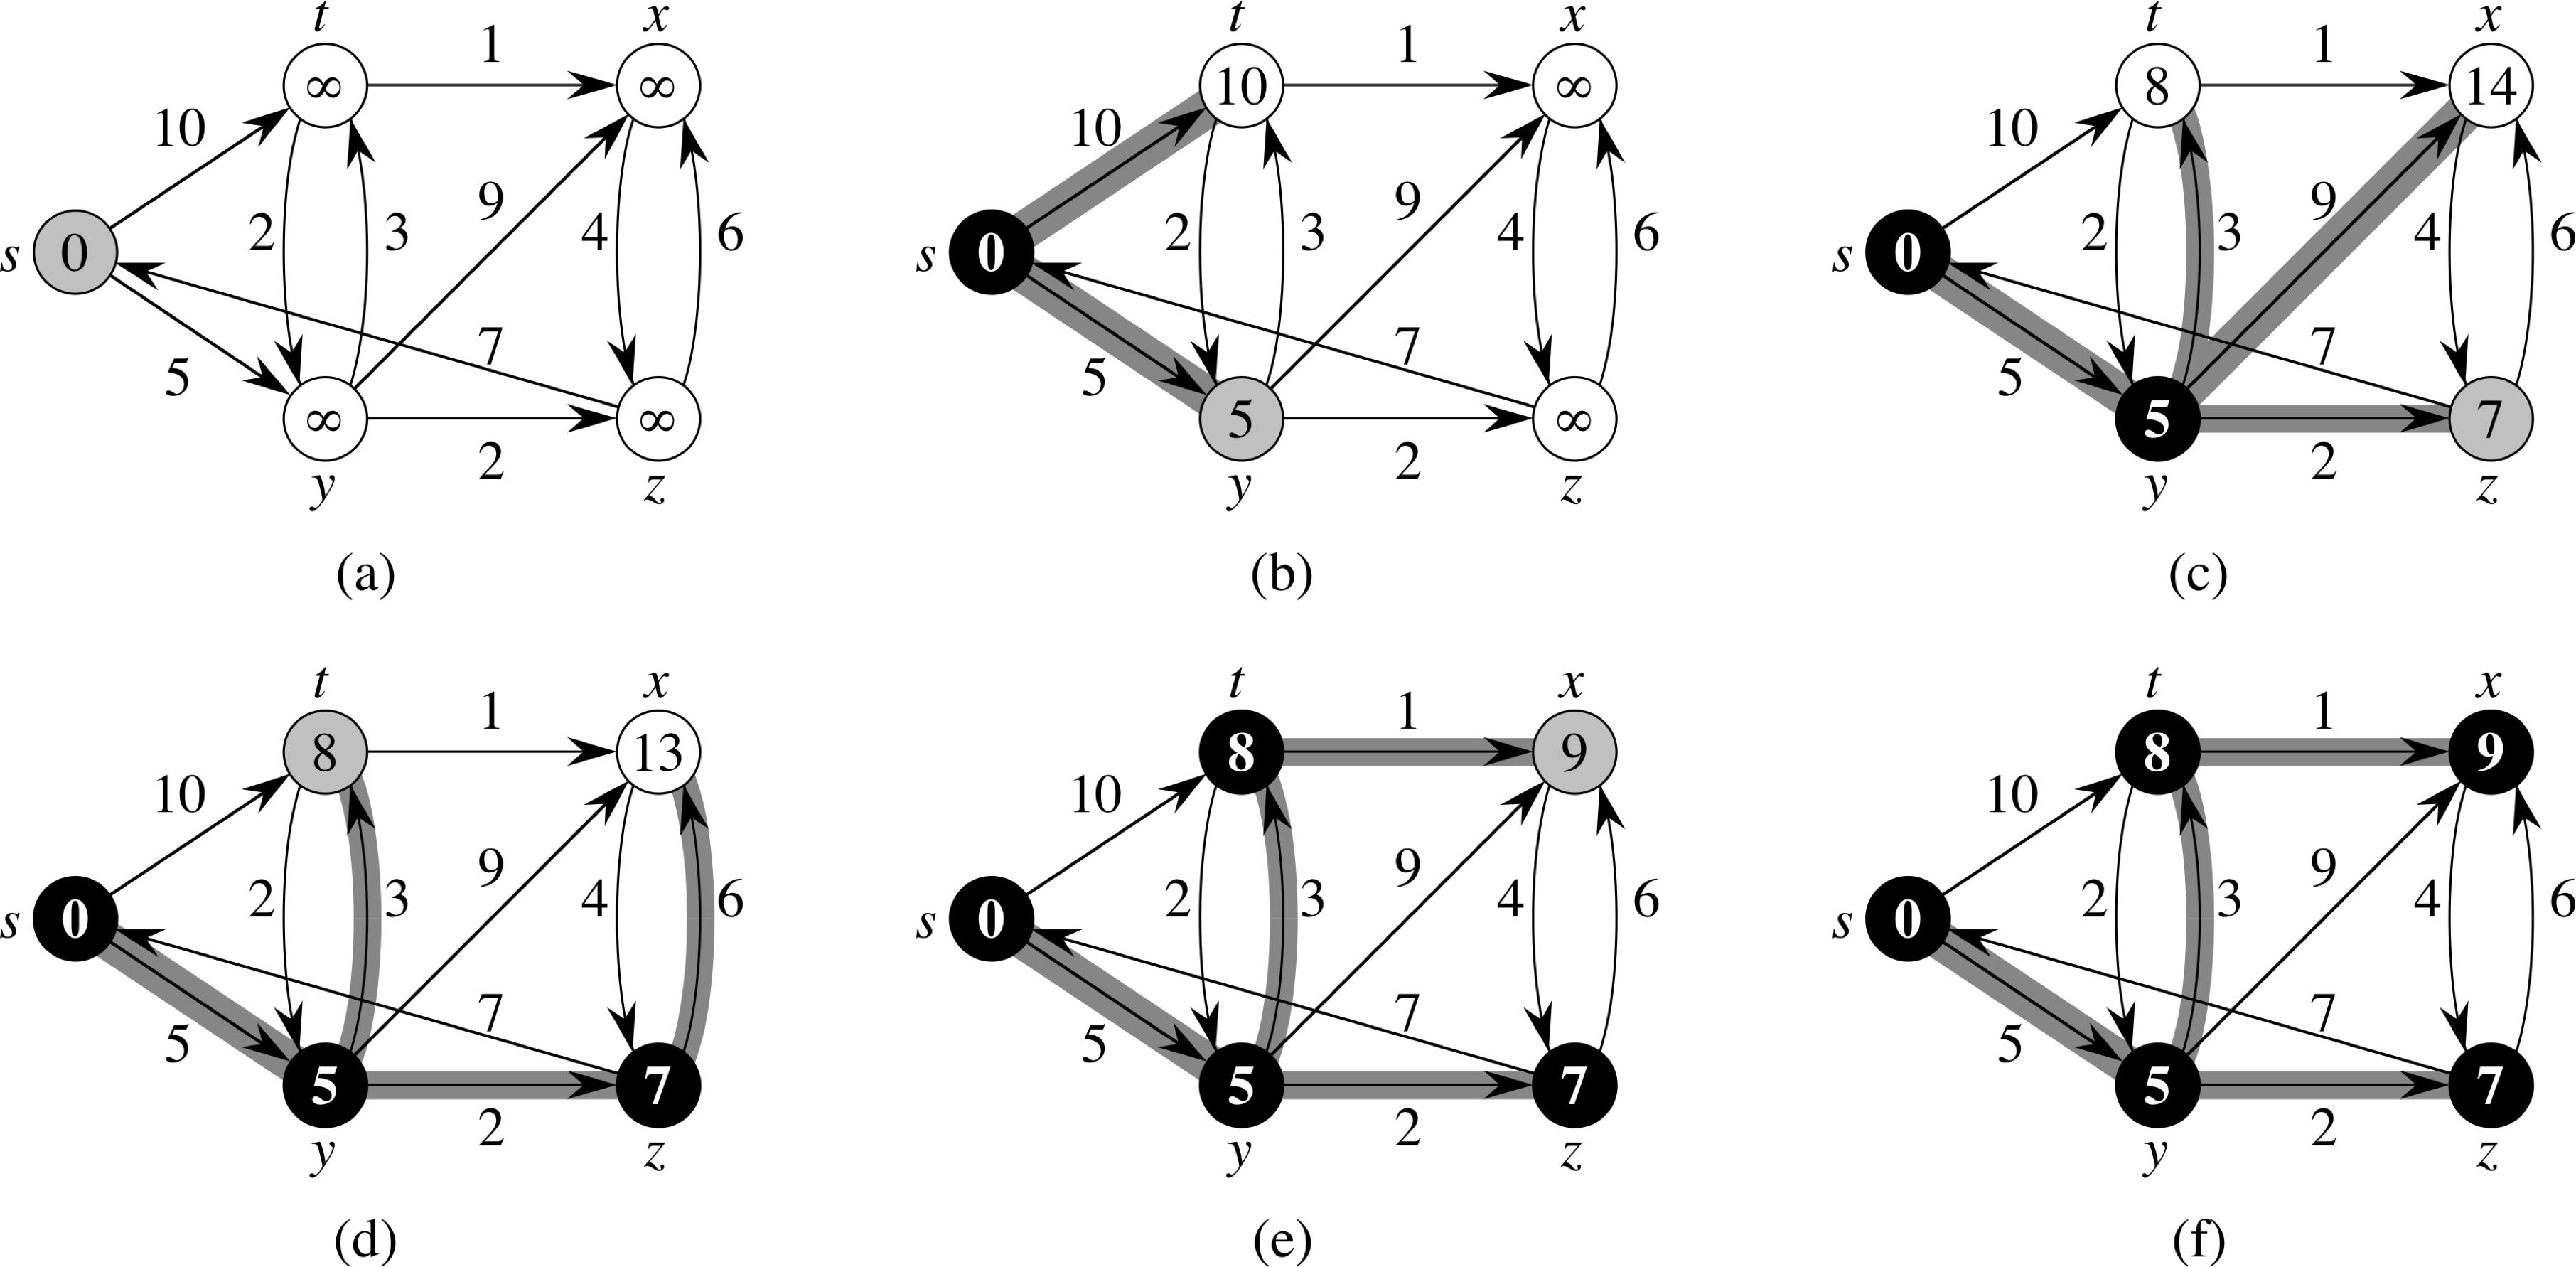 t x t x t x
1 1 1
∞ ∞ 10 ∞ 8 14
10 10 10
9 9 9
s 0 2 3 4 6 s 0 2 3 4 6 s 0 2 3 4 6
7 7 7
5 5 5
∞ ∞ 5 ∞ 5 7
2 2 2
y z y z y z
(a) (b) (c)
t x t x t x
1 1 1
8 13 8 9 8 9
10 10 10
9 9 9
s 0 2 3 4 6 s 0 2 3 4 6 s 0 2 3 4 6
7 7 7
5 5 5
5 7 5 7 5 7
2 2 2
y z y z y z
(d) (e) (f)